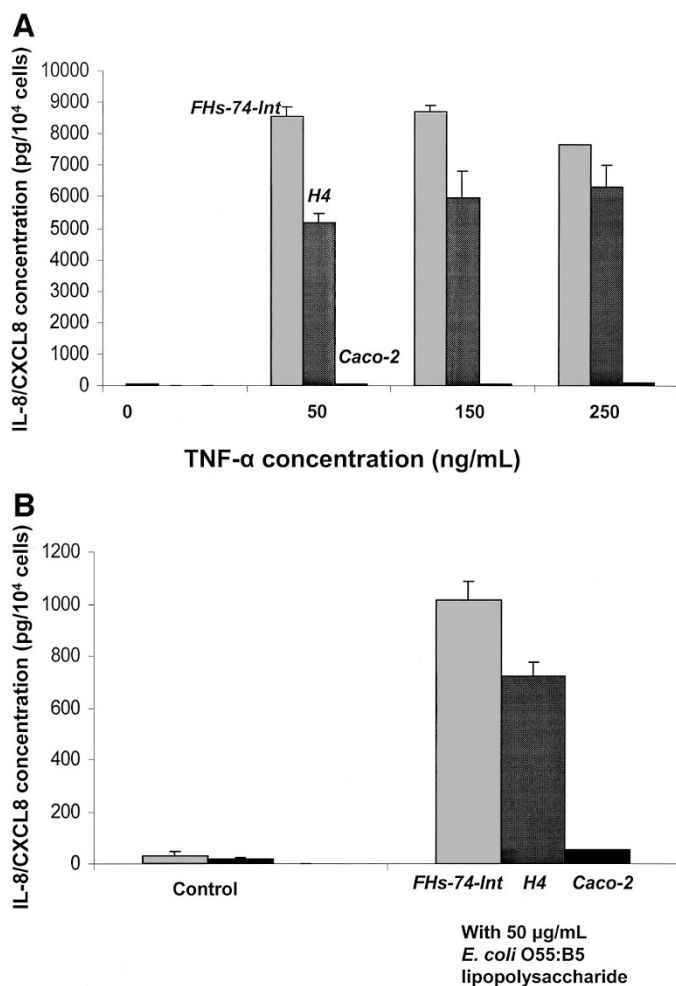 A
IL-8/CXCL8 concentration (pg/10⁴ cells)
10000
9000
8000
7000
6000
5000
4000
3000
2000
1000
0
FHs-74-Int
H4
Caco-2
0 50 150 250
TNF-α concentration (ng/mL)
B
IL-8/CXCL8 concentration (pg/10⁴ cells)
1200
1000
800
600
400
200
0
Control FHs-74-Int H4 Caco-2
With 50 µg/mL
E. coli O55:B5
lipopolysaccharide